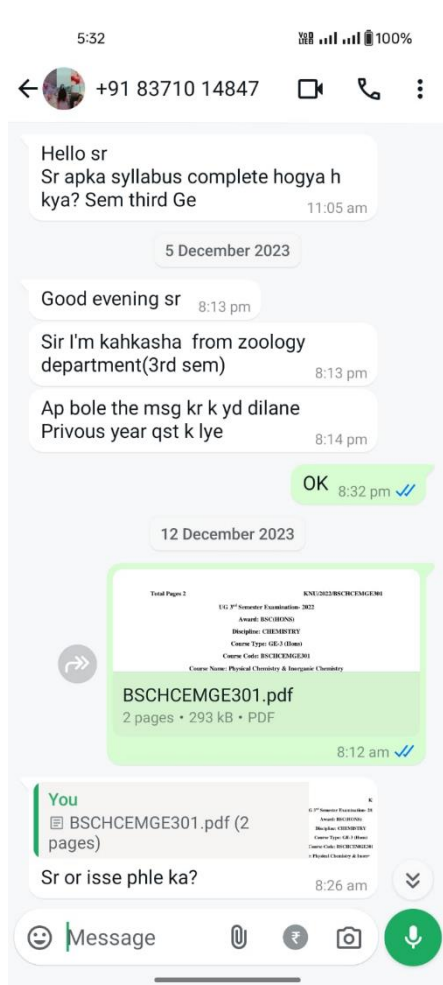 5:32
100%
+91 83710 14847
Hello sr
Sr apka syllabus complete hogya h
kya? Sem third Ge
11:05 am
5 December 2023
Good evening sr 8:13 pm
Sir I'm kahkasha from zoology
department(3rd sem)
8:13 pm
Ap bole the msg kr k yd dilane
Privous year qst k lye
8:14 pm
OK 8:32 pm
12 December 2023
Total Pages 2 KNU/2022/BSCHCEMGE301
UG 3rd Semester Examination- 2022
Award: BSC(HONS)
Discipline: CHEMISTRY
Course Type: GE-3 (Hons)
Course Code: BSCHCEMGE301
Course Name: Physical Chemistry & Inorganic Chemistry
BSCHCEMGE301.pdf
2 pages • 293 kB • PDF
8:12 am
You
BSCHCEMGE301.pdf (2
pages)
Sr or isse phle ka?
8:26 am
Message